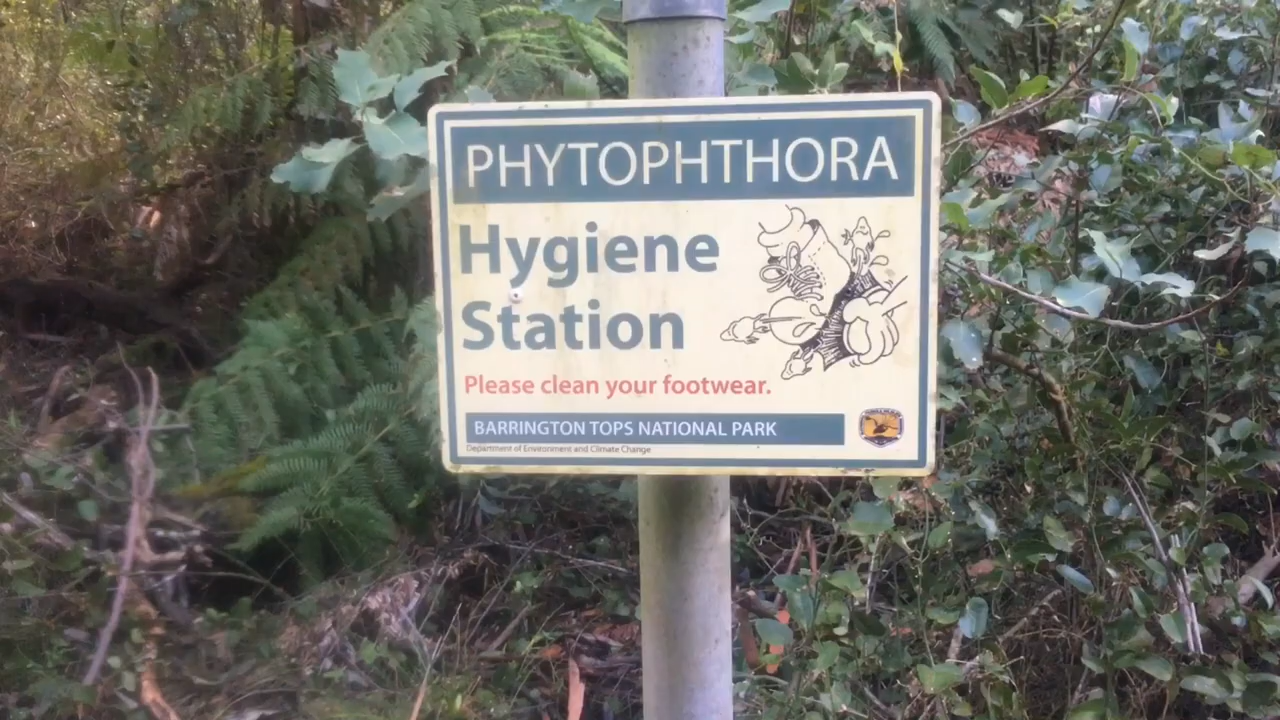 PHYTOPHTHORA
Hygiene
Station
Please clean your footwear.
BARRINGTON TOPS NATIONAL PARK
Department of Environment and Climate Change